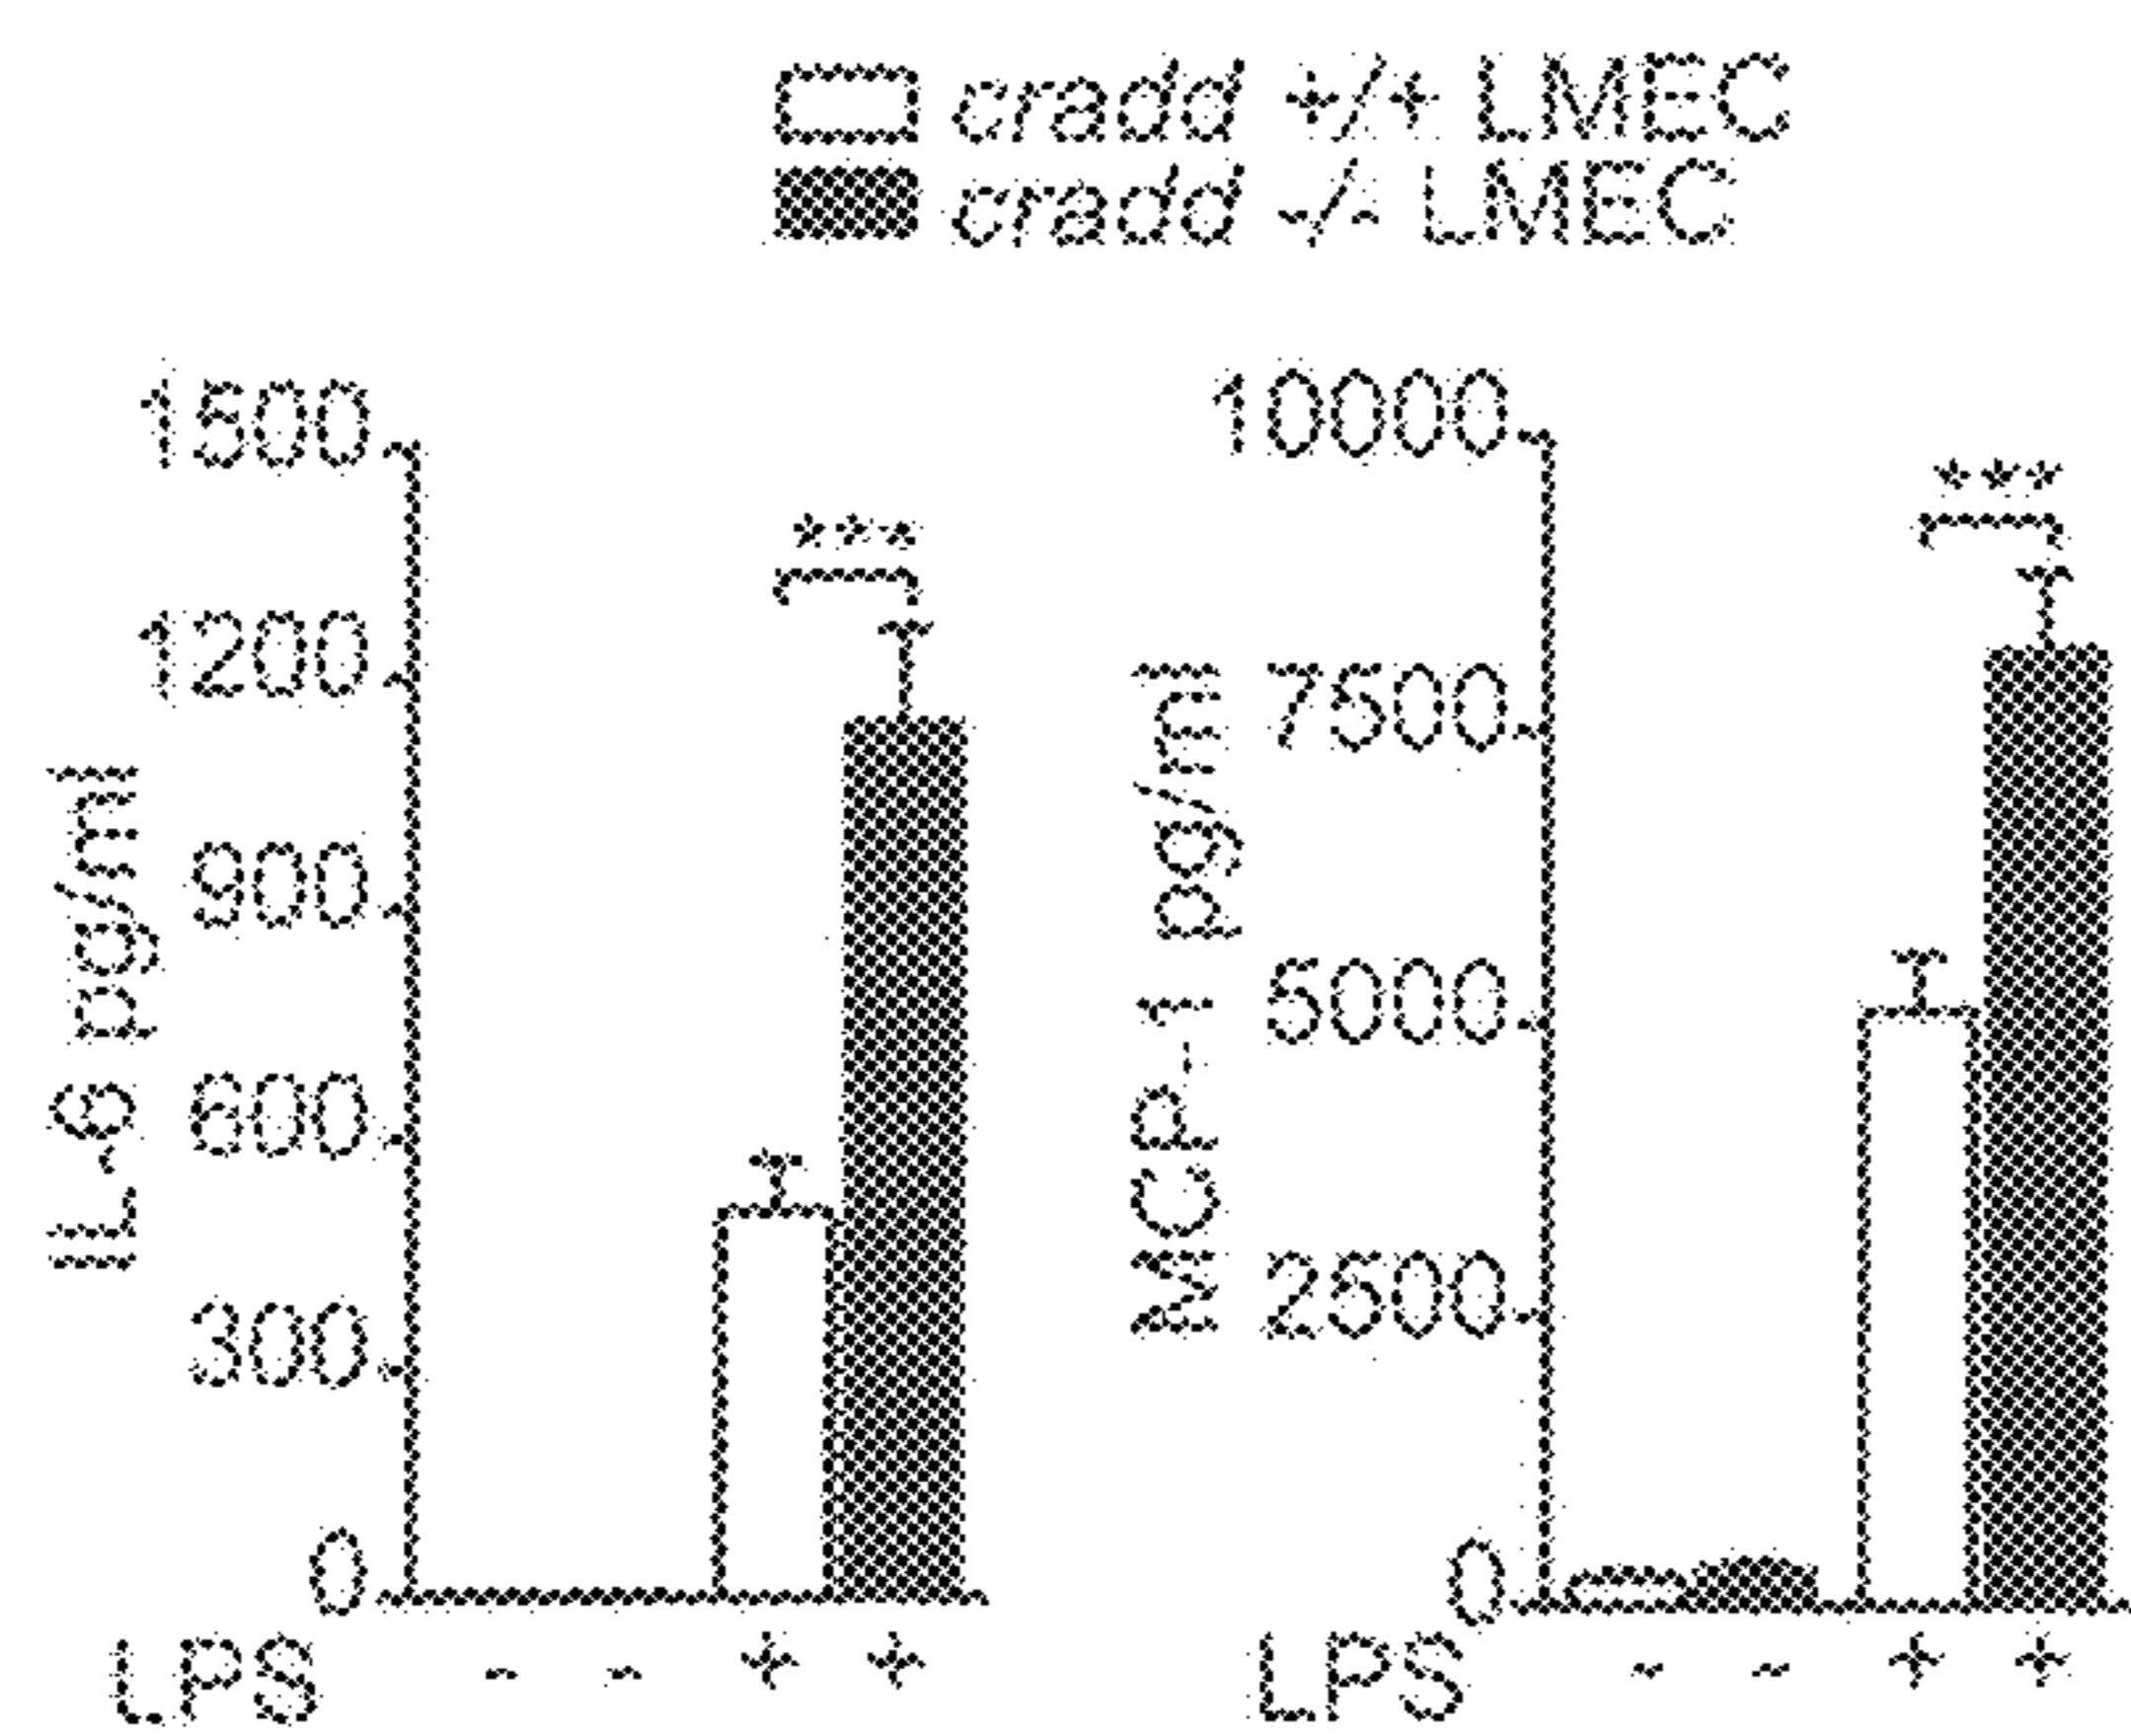 cradd +/+ LMEC
cradd -/- LMEC
IL-6 pg/ml
1500
1200
900
600
300
0
***
LPS - - + +
MCP-1 pg/ml
10000
7500
5000
2500
0
***
LPS - - + +